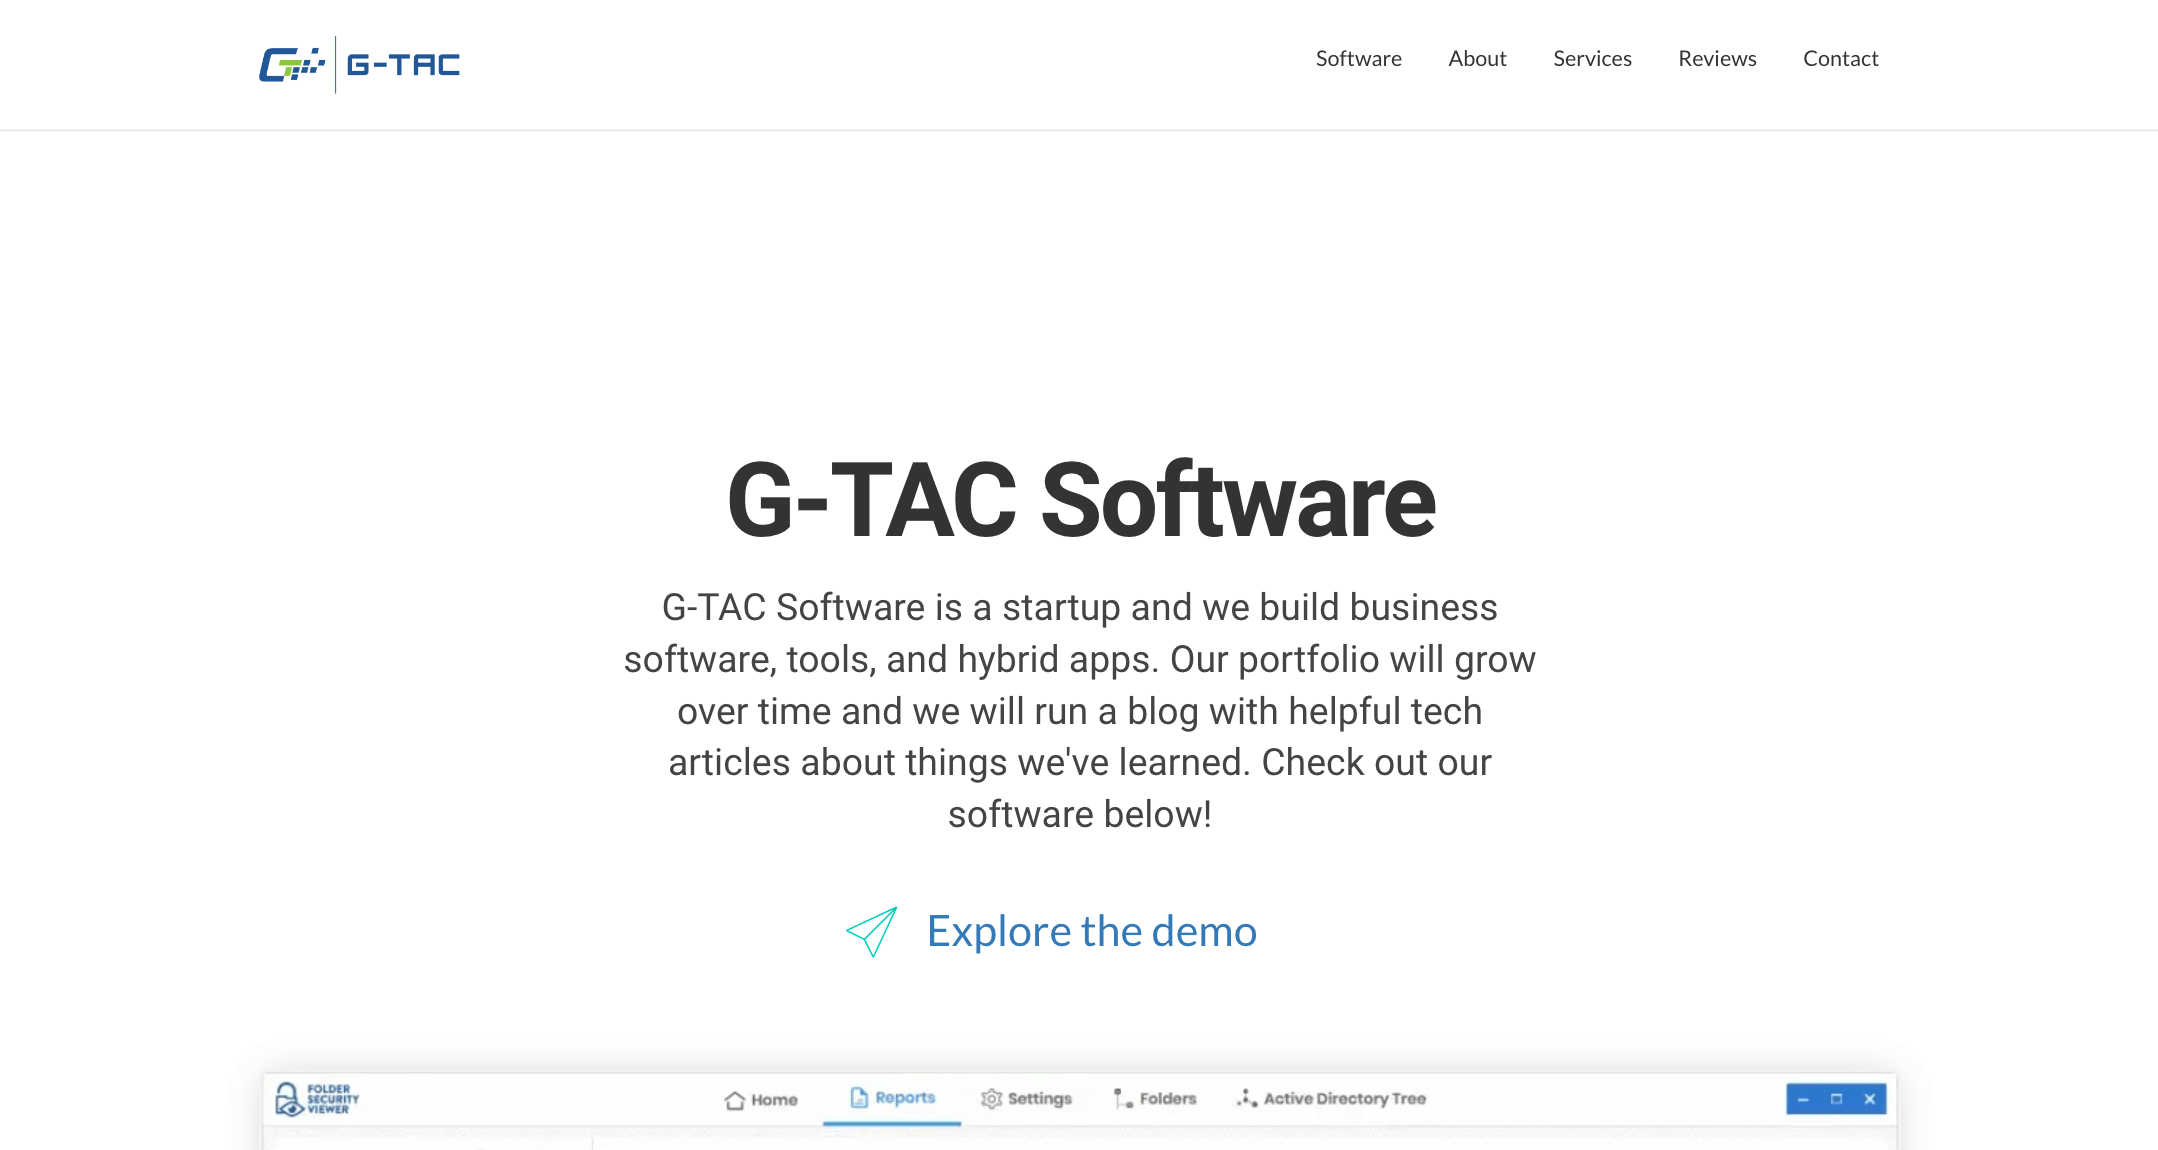 G-TAC
Software About Services Reviews Contact
G-TAC Software
G-TAC Software is a startup and we build business
software, tools, and hybrid apps. Our portfolio will grow
over time and we will run a blog with helpful tech
articles about things we've learned. Check out our
software below!
Explore the demo
FOLDER
SECURITY
VIEWER
Home Reports Settings Folders Active Directory Tree